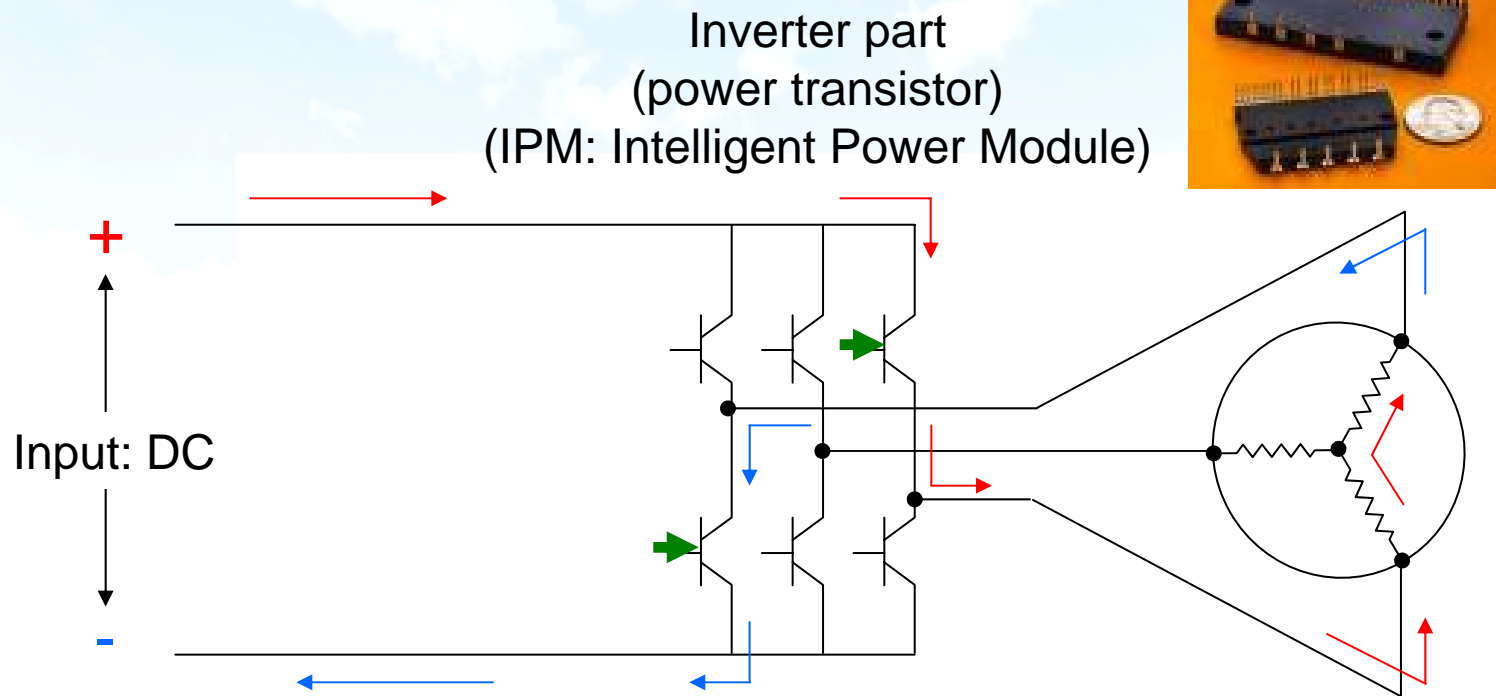 Inverter part
(power transistor)
(IPM: Intelligent Power Module)
+
Input: DC
-